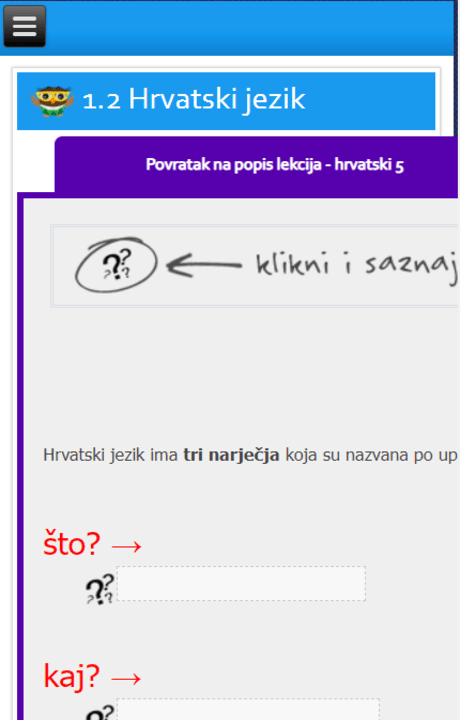 1.2 Hrvatski jezik
Povratak na popis lekcija - hrvatski 5
??? klikni i saznaj
Hrvatski jezik ima tri narječja koja su nazvana po up
što? →
???
kaj? →